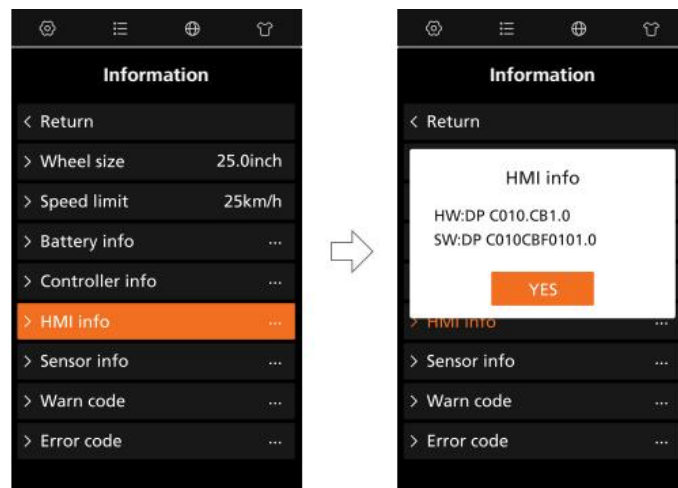 Information
< Return
> Wheel size 25.0inch
> Speed limit 25km/h
> Battery info ...
> Controller info ...
> HMI info ...
> Sensor info ...
> Warn code ...
> Error code ...
Information
< Return
HMI info
HW:DP C010.CB1.0
SW:DP C010CBF0101.0
YES
> HMI info ...
> Sensor info ...
> Warn code ...
> Error code ...